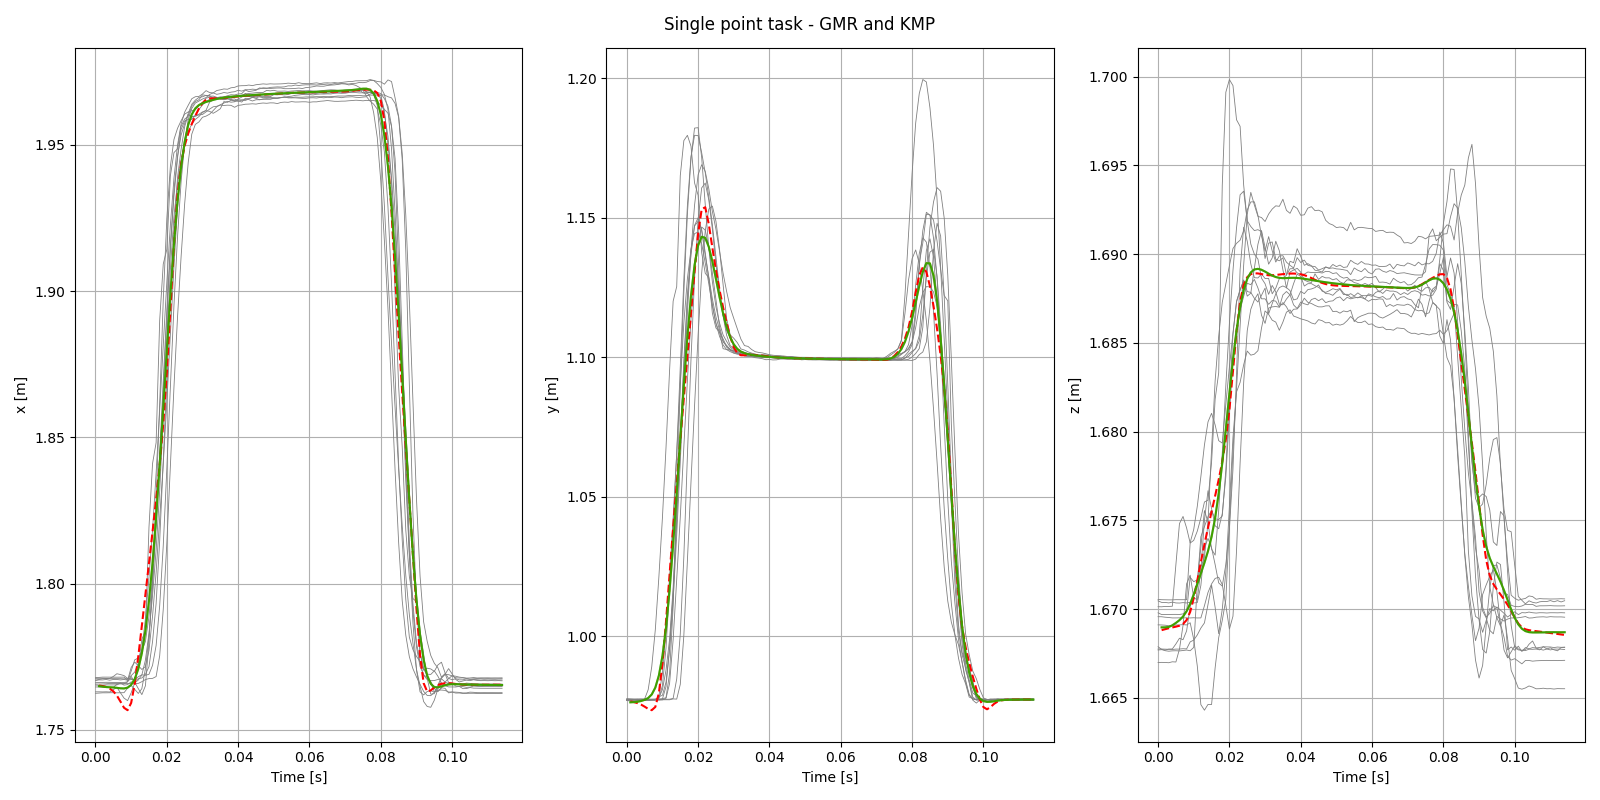 Single point task - GMR and KMP
x [m]
1.95
1.90
1.85
1.80
1.75
0.00 0.02 0.04 0.06 0.08 0.10
Time [s]
y [m]
1.20
1.15
1.10
1.05
1.00
0.00 0.02 0.04 0.06 0.08 0.10
Time [s]
z [m]
1.700
1.695
1.690
1.685
1.680
1.675
1.670
1.665
0.00 0.02 0.04 0.06 0.08 0.10
Time [s]